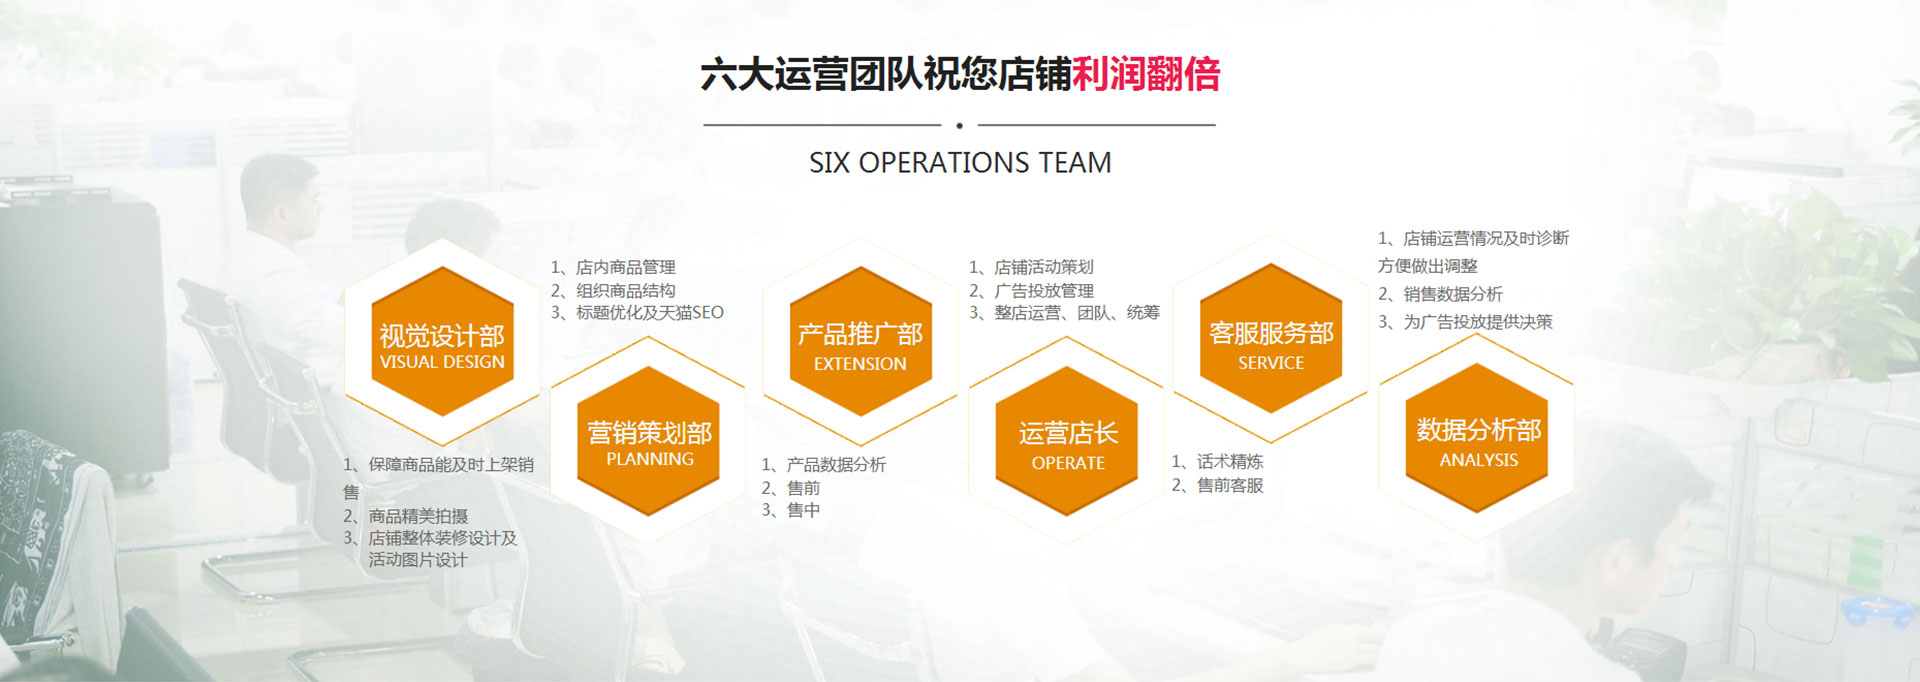 六大运营团队祝您店铺利润翻倍
SIX OPERATIONS TEAM
视觉设计部
VISUAL DESIGN
1、保障商品能及时上架销
售
2、商品精美拍摄
3、店铺整体装修设计及
活动图片设计
1、店内商品管理
2、组织商品结构
3、标题优化及天猫SEO
营销策划部
PLANNING
产品推广部
EXTENSION
1、产品数据分析
2、售前
3、售中
1、店铺活动策划
2、广告投放管理
3、整店运营、团队、统筹
运营店长
OPERATE
客服服务部
SERVICE
1、话术精炼
2、售前客服
1、店铺运营情况及时诊断
方便做出调整
2、销售数据分析
3、为广告投放提供决策
数据分析部
ANALYSIS